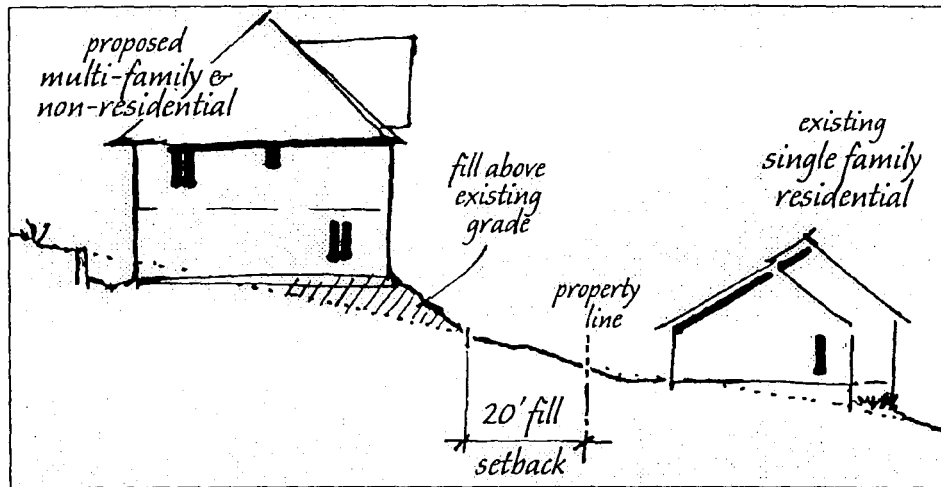 proposed
multi-family &
non-residential
fill above
existing
grade
existing
single family
residential
property
line
20' fill
setback